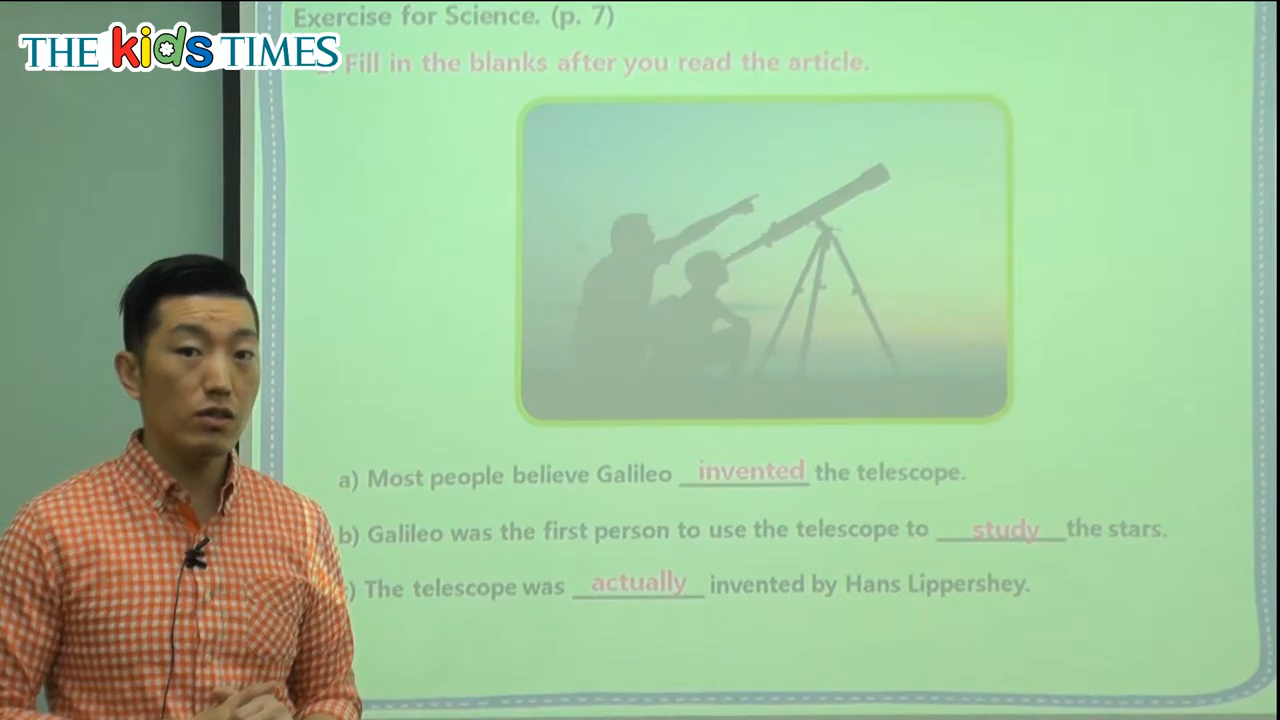 Exercise for Science. (p. 7)
THE kids TIMES
Fill in the blanks after you read the article.
a) Most people believe Galileo invented the telescope.
b) Galileo was the first person to use the telescope to study the stars.
) The telescope was actually invented by Hans Lippershey.